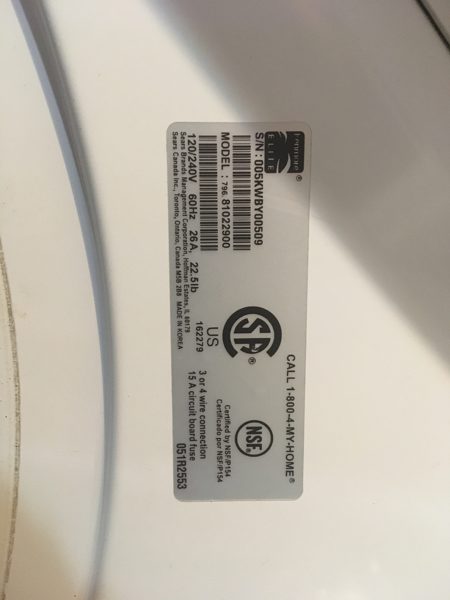 Kenmore®
ELITE
CALL 1-800-4-MY-HOME®
S/N : 005KWBY00509
MODEL : 796. 81022900
SA®
US
162279
NSF®
Certified by NSF/P154
Certificado por NSF/P154
120/240V 60Hz 26A, 22.5lb
3 or 4 wire connection
15 A circuit board fuse
Sears Brands Management Corporation, Hoffman Estates, IL 60179
Sears Canada Inc., Toronto, Ontario, Canada M5B 2B8 MADE IN KOREA
051R2553